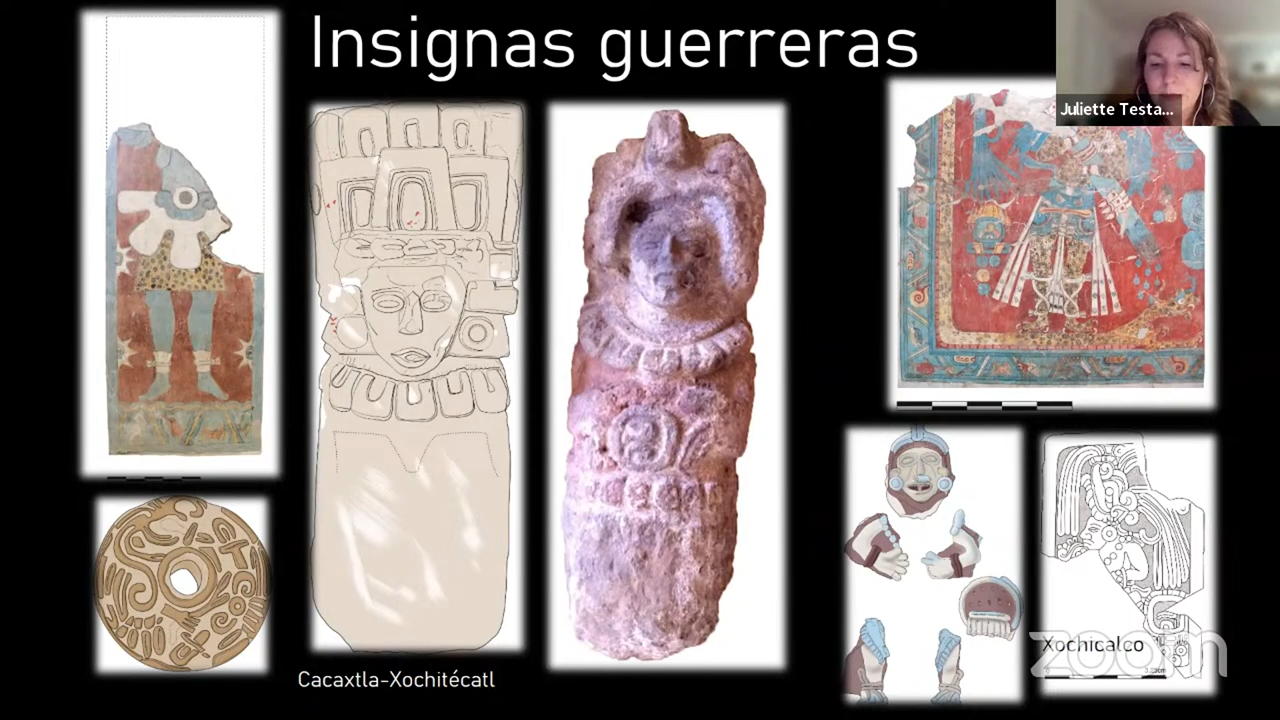 Insignas guerreras
Juliette Testa...
Cacaxtla-Xochitécatl
Xochicalco
zoom